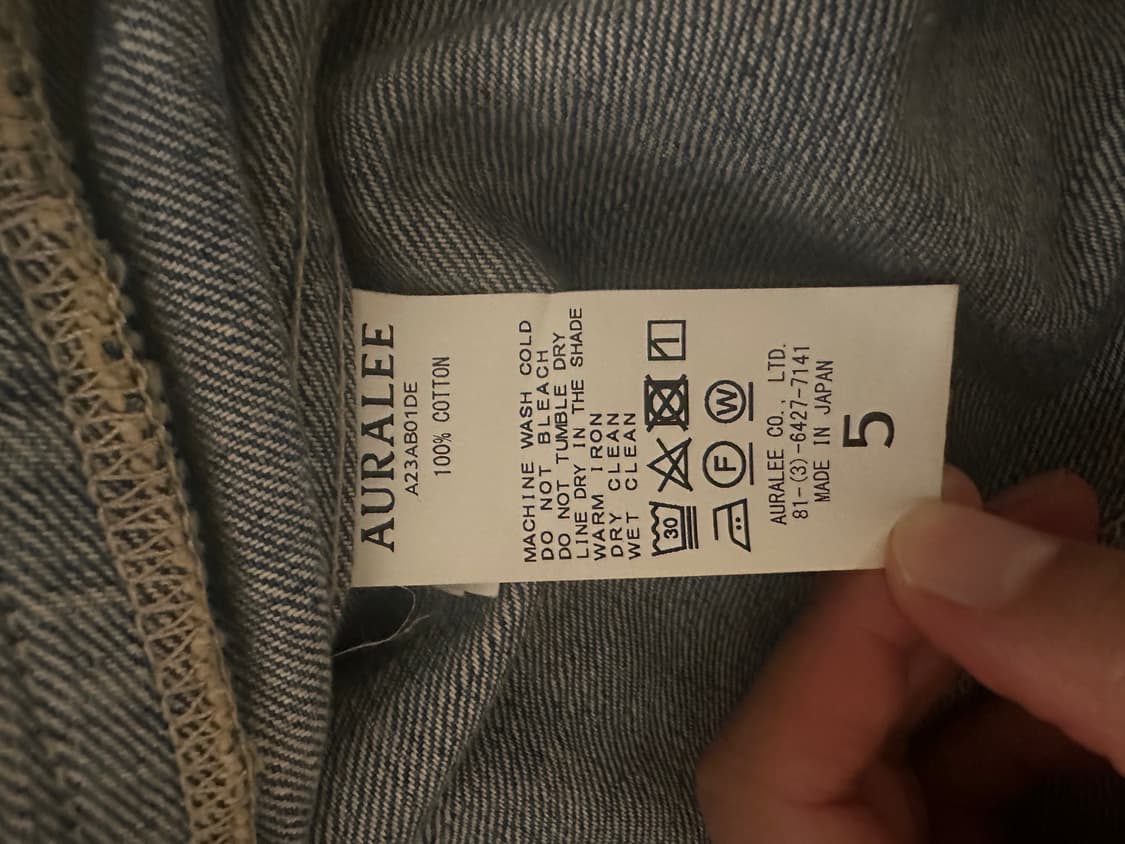 AURALEE
A23AB01DE
100% COTTON
MACHINE WASH COLD
DO NOT BLEACH
DO NOT TUMBLE DRY
LINE DRY IN THE SHADE
WARM IRON
DRY CLEAN
WET CLEAN
30
F W
AURALEE CO., LTD.
81-(3)-6427-7141
MADE IN JAPAN
5